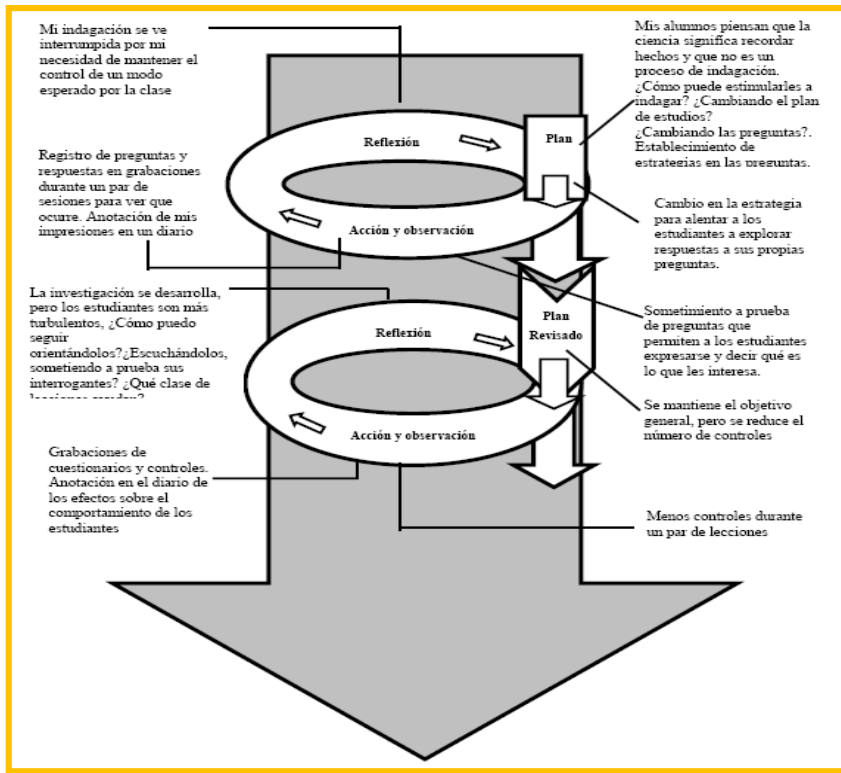 Mi indagación se ve
interrumpida por mi
necesidad de mantener el
control de un modo
esperado por la clase
Mis alumnos piensan que la
ciencia significa recordar
hechos y que no es un
proceso de indagación.
¿Cómo puede estimularles a
indagar? ¿Cambiando el plan
de estudios?
¿Cambiando las preguntas?.
Establecimiento de
estrategias en las preguntas.
Reflexión
Plan
Registro de preguntas y
respuestas en grabaciones
durante un par de
sesiones para ver que
ocurre. Anotación de mis
impresiones en un diario
Acción y observación
Cambio en la estrategia
para alentar a los
estudiantes a explorar
respuestas a sus propias
preguntas.
La investigación se desarrolla,
pero los estudiantes son más
turbulentos, ¿Cómo puedo
seguir
orientándolos?¿Escuchándolos,
sometiendo a prueba sus
interrogantes? ¿Qué clase de
Reflexión
Plan
Revisado
Sometimiento a prueba
de preguntas que
permiten a los estudiantes
expresarse y decir qué es
lo que les interesa.
Se mantiene el objetivo
general, pero se reduce el
número de controles
Acción y observación
Grabaciones de
cuestionarios y controles.
Anotación en el diario de
los efectos sobre el
comportamiento de los
estudiantes
Menos controles durante
un par de lecciones